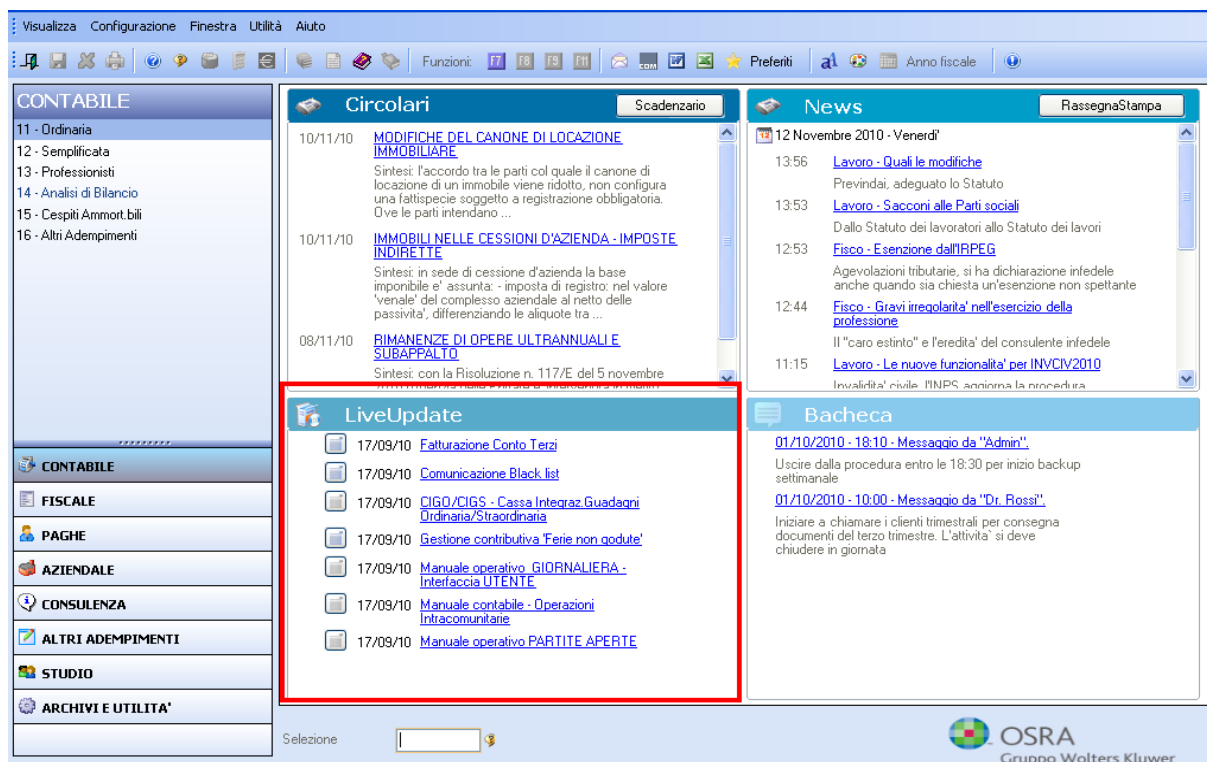 Visualizza Configurazione Finestra Utilità Aiuto
Funzioni: F7 F8 F9 F11 .COM Preferiti a1 Anno fiscale
CONTABILE
11 - Ordinaria
12 - Semplificata
13 - Professionisti
14 - Analisi di Bilancio
15 - Cespiti Ammort.bili
16 - Altri Adempimenti
CONTABILE
FISCALE
PAGHE
AZIENDALE
CONSULENZA
ALTRI ADEMPIMENTI
STUDIO
ARCHIVI E UTILITA'
Circolari Scadenzario
10/11/10 MODIFICHE DEL CANONE DI LOCAZIONE
IMMOBILIARE
Sintesi: l'accordo tra le parti col quale il canone di
locazione di un immobile viene ridotto, non configura
una fattispecie soggetto a registrazione obbligatoria.
Ove le parti intendano ...
10/11/10 IMMOBILI NELLE CESSIONI D'AZIENDA - IMPOSTE
INDIRETTE
Sintesi: in sede di cessione d'azienda la base
imponibile e' assunta: - imposta di registro: nel valore
'venale' del complesso aziendale al netto delle
passivita', differenziando le aliquote tra ...
08/11/10 RIMANENZE DI OPERE ULTRANNUALI E
SUBAPPALTO
Sintesi: con la Risoluzione n. 117/E del 5 novembre
News RassegnaStampa
12 12 Novembre 2010 - Venerdi'
13:56 Lavoro - Quali le modifiche
Previndai, adeguato lo Statuto
13:53 Lavoro - Sacconi alle Parti sociali
Dallo Statuto dei lavoratori allo Statuto dei lavori
12:53 Fisco - Esenzione dall'IRPEG
Agevolazioni tributarie, si ha dichiarazione infedele
anche quando sia chiesta un'esenzione non spettante
12:44 Fisco - Gravi irregolarita' nell'esercizio della
professione
Il "caro estinto" e l'eredita' del consulente infedele
11:15 Lavoro - Le nuove funzionalita' per INVCIV2010
Invalidita' civile, l'INPS aggiorna la procedura
LiveUpdate
17/09/10 Fatturazione Conto Terzi
17/09/10 Comunicazione Black list
17/09/10 CIGO/CIGS - Cassa Integraz.Guadagni
Ordinaria/Straordinaria
17/09/10 Gestione contributiva 'Ferie non godute'
17/09/10 Manuale operativo GIORNALIERA -
Interfaccia UTENTE
17/09/10 Manuale contabile - Operazioni
Intracomunitarie
17/09/10 Manuale operativo PARTITE APERTE
Bacheca
01/10/2010 - 18:10 - Messaggio da "Admin".
Uscire dalla procedura entro le 18:30 per inizio backup
settimanale
01/10/2010 - 10:00 - Messaggio da "Dr. Rossi".
Iniziare a chiamare i clienti trimestrali per consegna
documenti del terzo trimestre. L'attivita` si deve
chiudere in giornata
Selezione
OSRA
Gruppo Wolters Kluwer